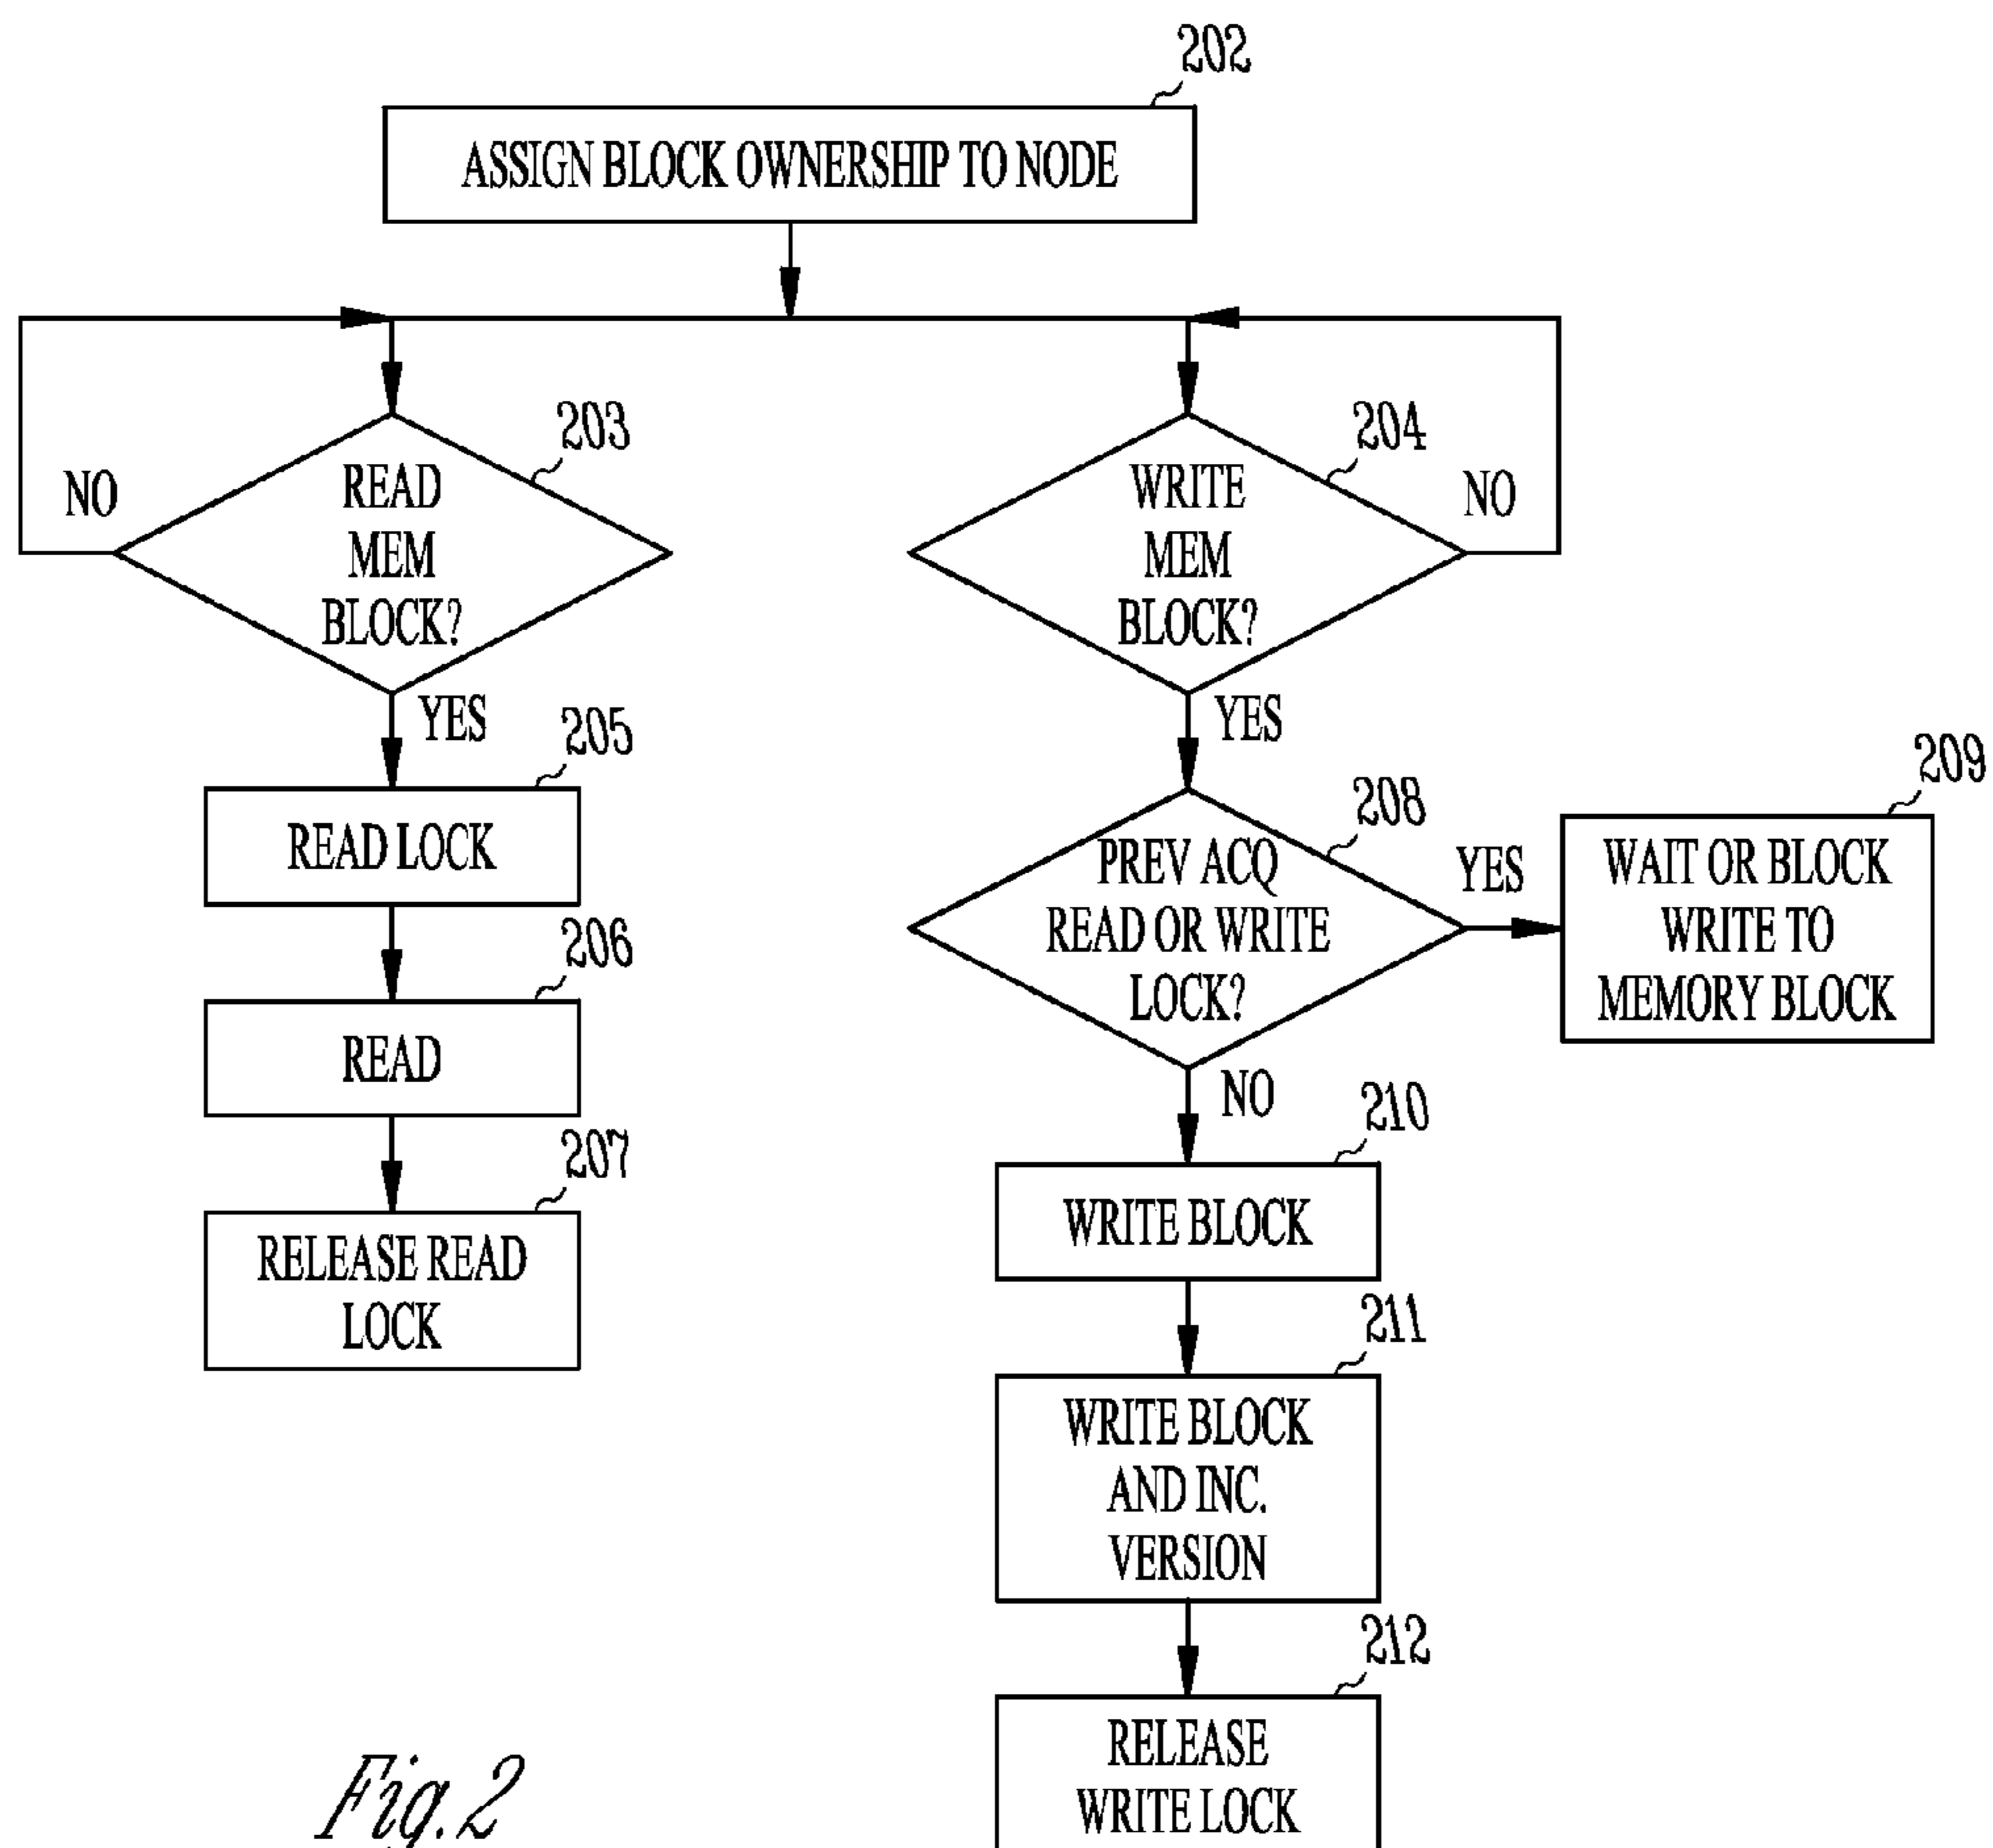 202
ASSIGN BLOCK OWNERSHIP TO NODE
203
NO
READ
MEM
BLOCK?
YES
205
READ LOCK
206
READ
207
RELEASE READ
LOCK
204
NO
WRITE
MEM
BLOCK?
YES
208
PREV ACQ
READ OR WRITE
LOCK?
YES
209
WAIT OR BLOCK
WRITE TO
MEMORY BLOCK
NO
210
WRITE BLOCK
211
WRITE BLOCK
AND INC.
VERSION
212
RELEASE
WRITE LOCK
Fig. 2